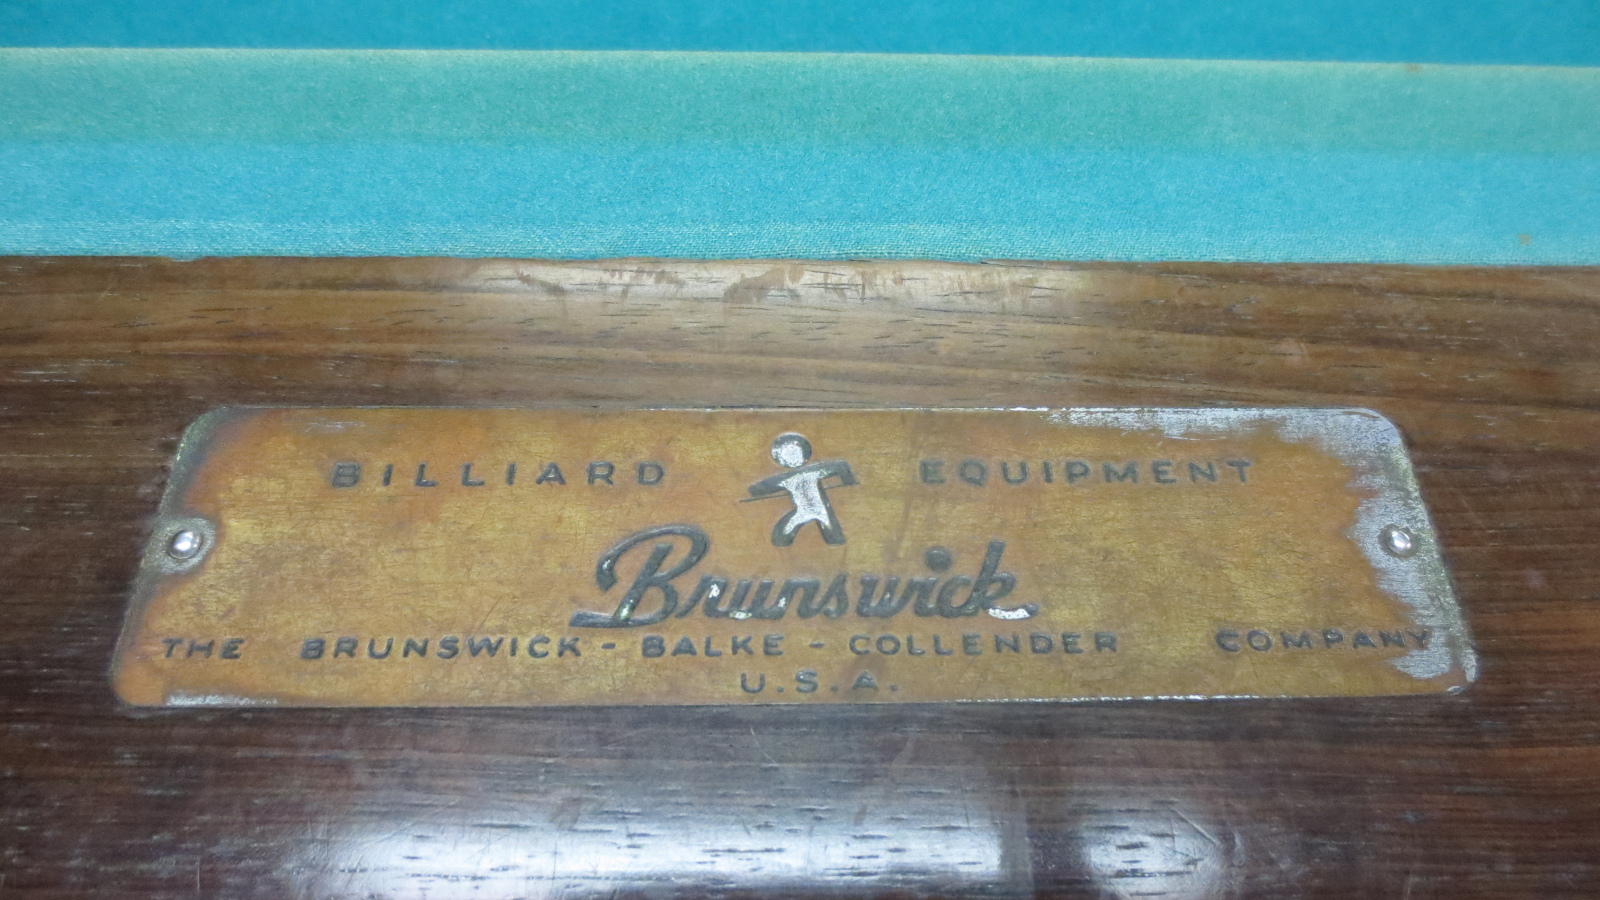 BILLIARD EQUIPMENT
Brunswick
THE BRUNSWICK - BALKE - COLLENDER COMPANY
U.S.A.